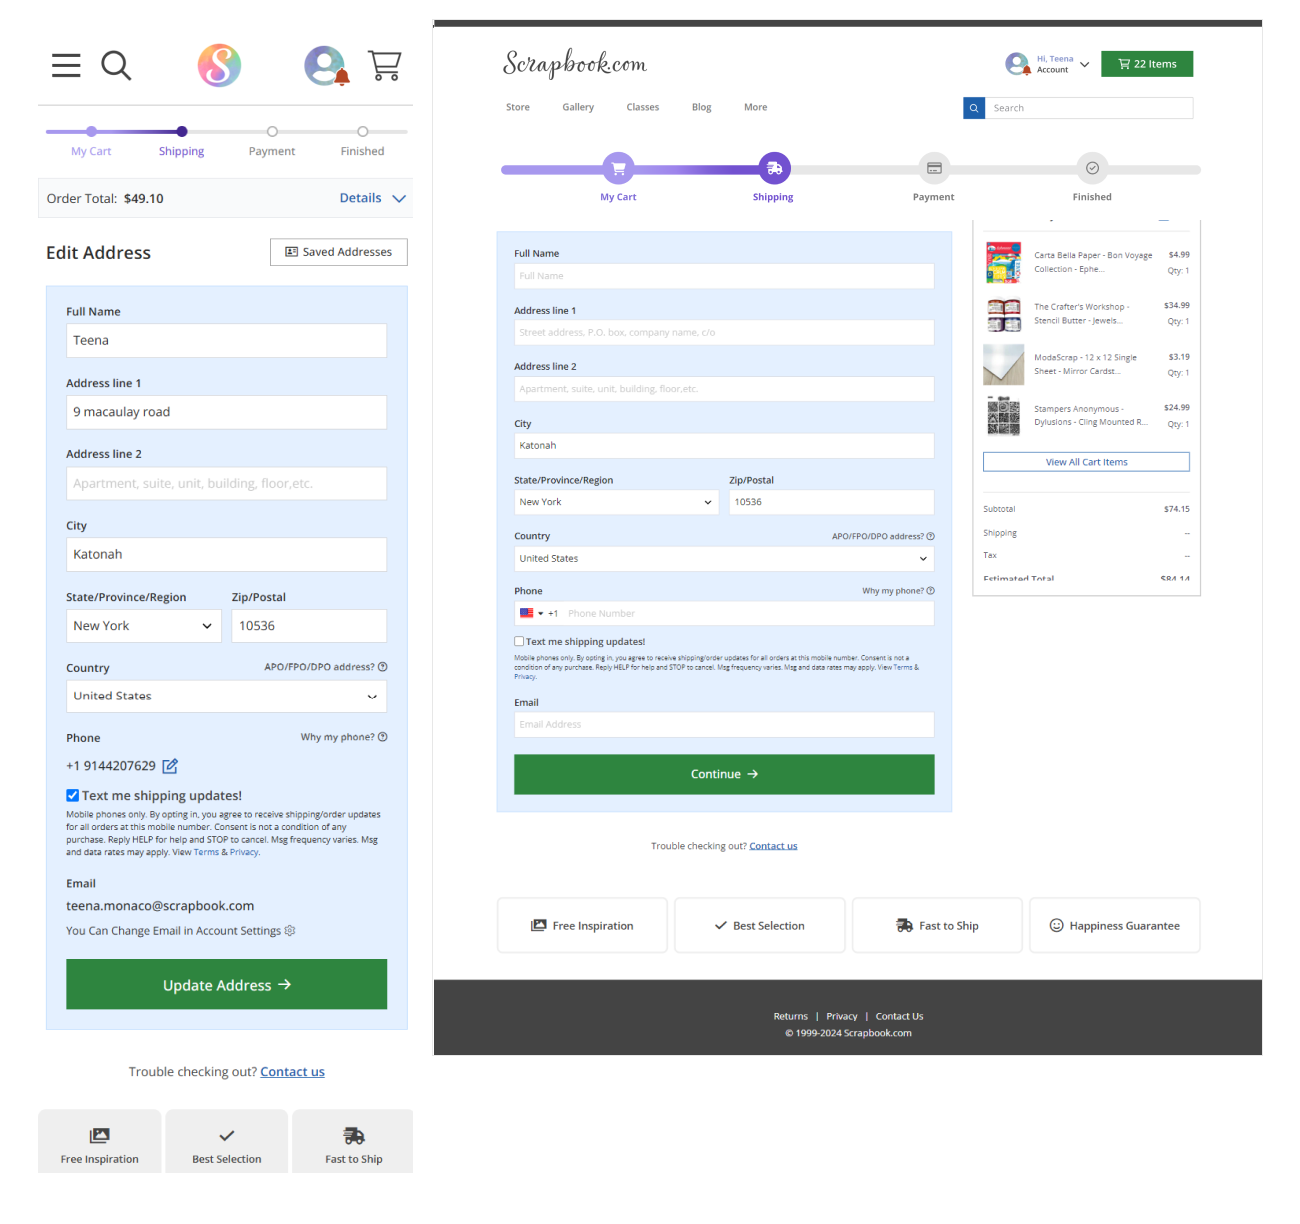 My Cart Shipping Payment Finished
Order Total: $49.10 Details
Edit Address
Saved Addresses
Full Name
Teena
Address line 1
9 macaulay road
Address line 2
Apartment, suite, unit, building, floor,etc.
City
Katonah
State/Province/Region Zip/Postal
New York 10536
Country APO/FPO/DPO address?
United States
Phone Why my phone?
+1 9144207629
Text me shipping updates!
Mobile phones only. By opting in, you agree to receive shipping/order updates
for all orders at this mobile number. Consent is not a condition of any
purchase. Reply HELP for help and STOP to cancel. Msg frequency varies. Msg
and data rates may apply. View Terms & Privacy.
Email
teena.monaco@scrapbook.com
You Can Change Email in Account Settings
Update Address
Trouble checking out? Contact us
Free Inspiration Best Selection Fast to Ship
Scrapbook.com
Hi, Teena
Account
22 Items
Store Gallery Classes Blog More
Search
My Cart Shipping Payment Finished
Full Name
Full Name
Address line 1
Street address, P.O. box, company name, c/o
Address line 2
Apartment, suite, unit, building, floor,etc.
City
Katonah
State/Province/Region Zip/Postal
New York 10536
Country APO/FPO/DPO address?
United States
Phone Why my phone?
+1 Phone Number
Text me shipping updates!
Mobile phones only. By opting in, you agree to receive shipping/order updates for all orders at this mobile number. Consent is not a
condition of any purchase. Reply HELP for help and STOP to cancel. Msg frequency varies. Msg and data rates may apply. View Terms &
Privacy.
Email
Email Address
Continue
Carta Bella Paper - Bon Voyage $4.99
Collection - Ephe... Qty: 1
The Crafter's Workshop - $34.99
Stencil Butter - Jewels... Qty: 1
ModaScrap - 12 x 12 Single $3.19
Sheet - Mirror Cardst... Qty: 1
Stampers Anonymous - $24.99
Dylusions - Cling Mounted R... Qty: 1
View All Cart Items
Subtotal $74.15
Shipping --
Tax --
Estimated Total $84.14
Trouble checking out? Contact us
Free Inspiration Best Selection Fast to Ship Happiness Guarantee
Returns | Privacy | Contact Us
© 1999-2024 Scrapbook.com